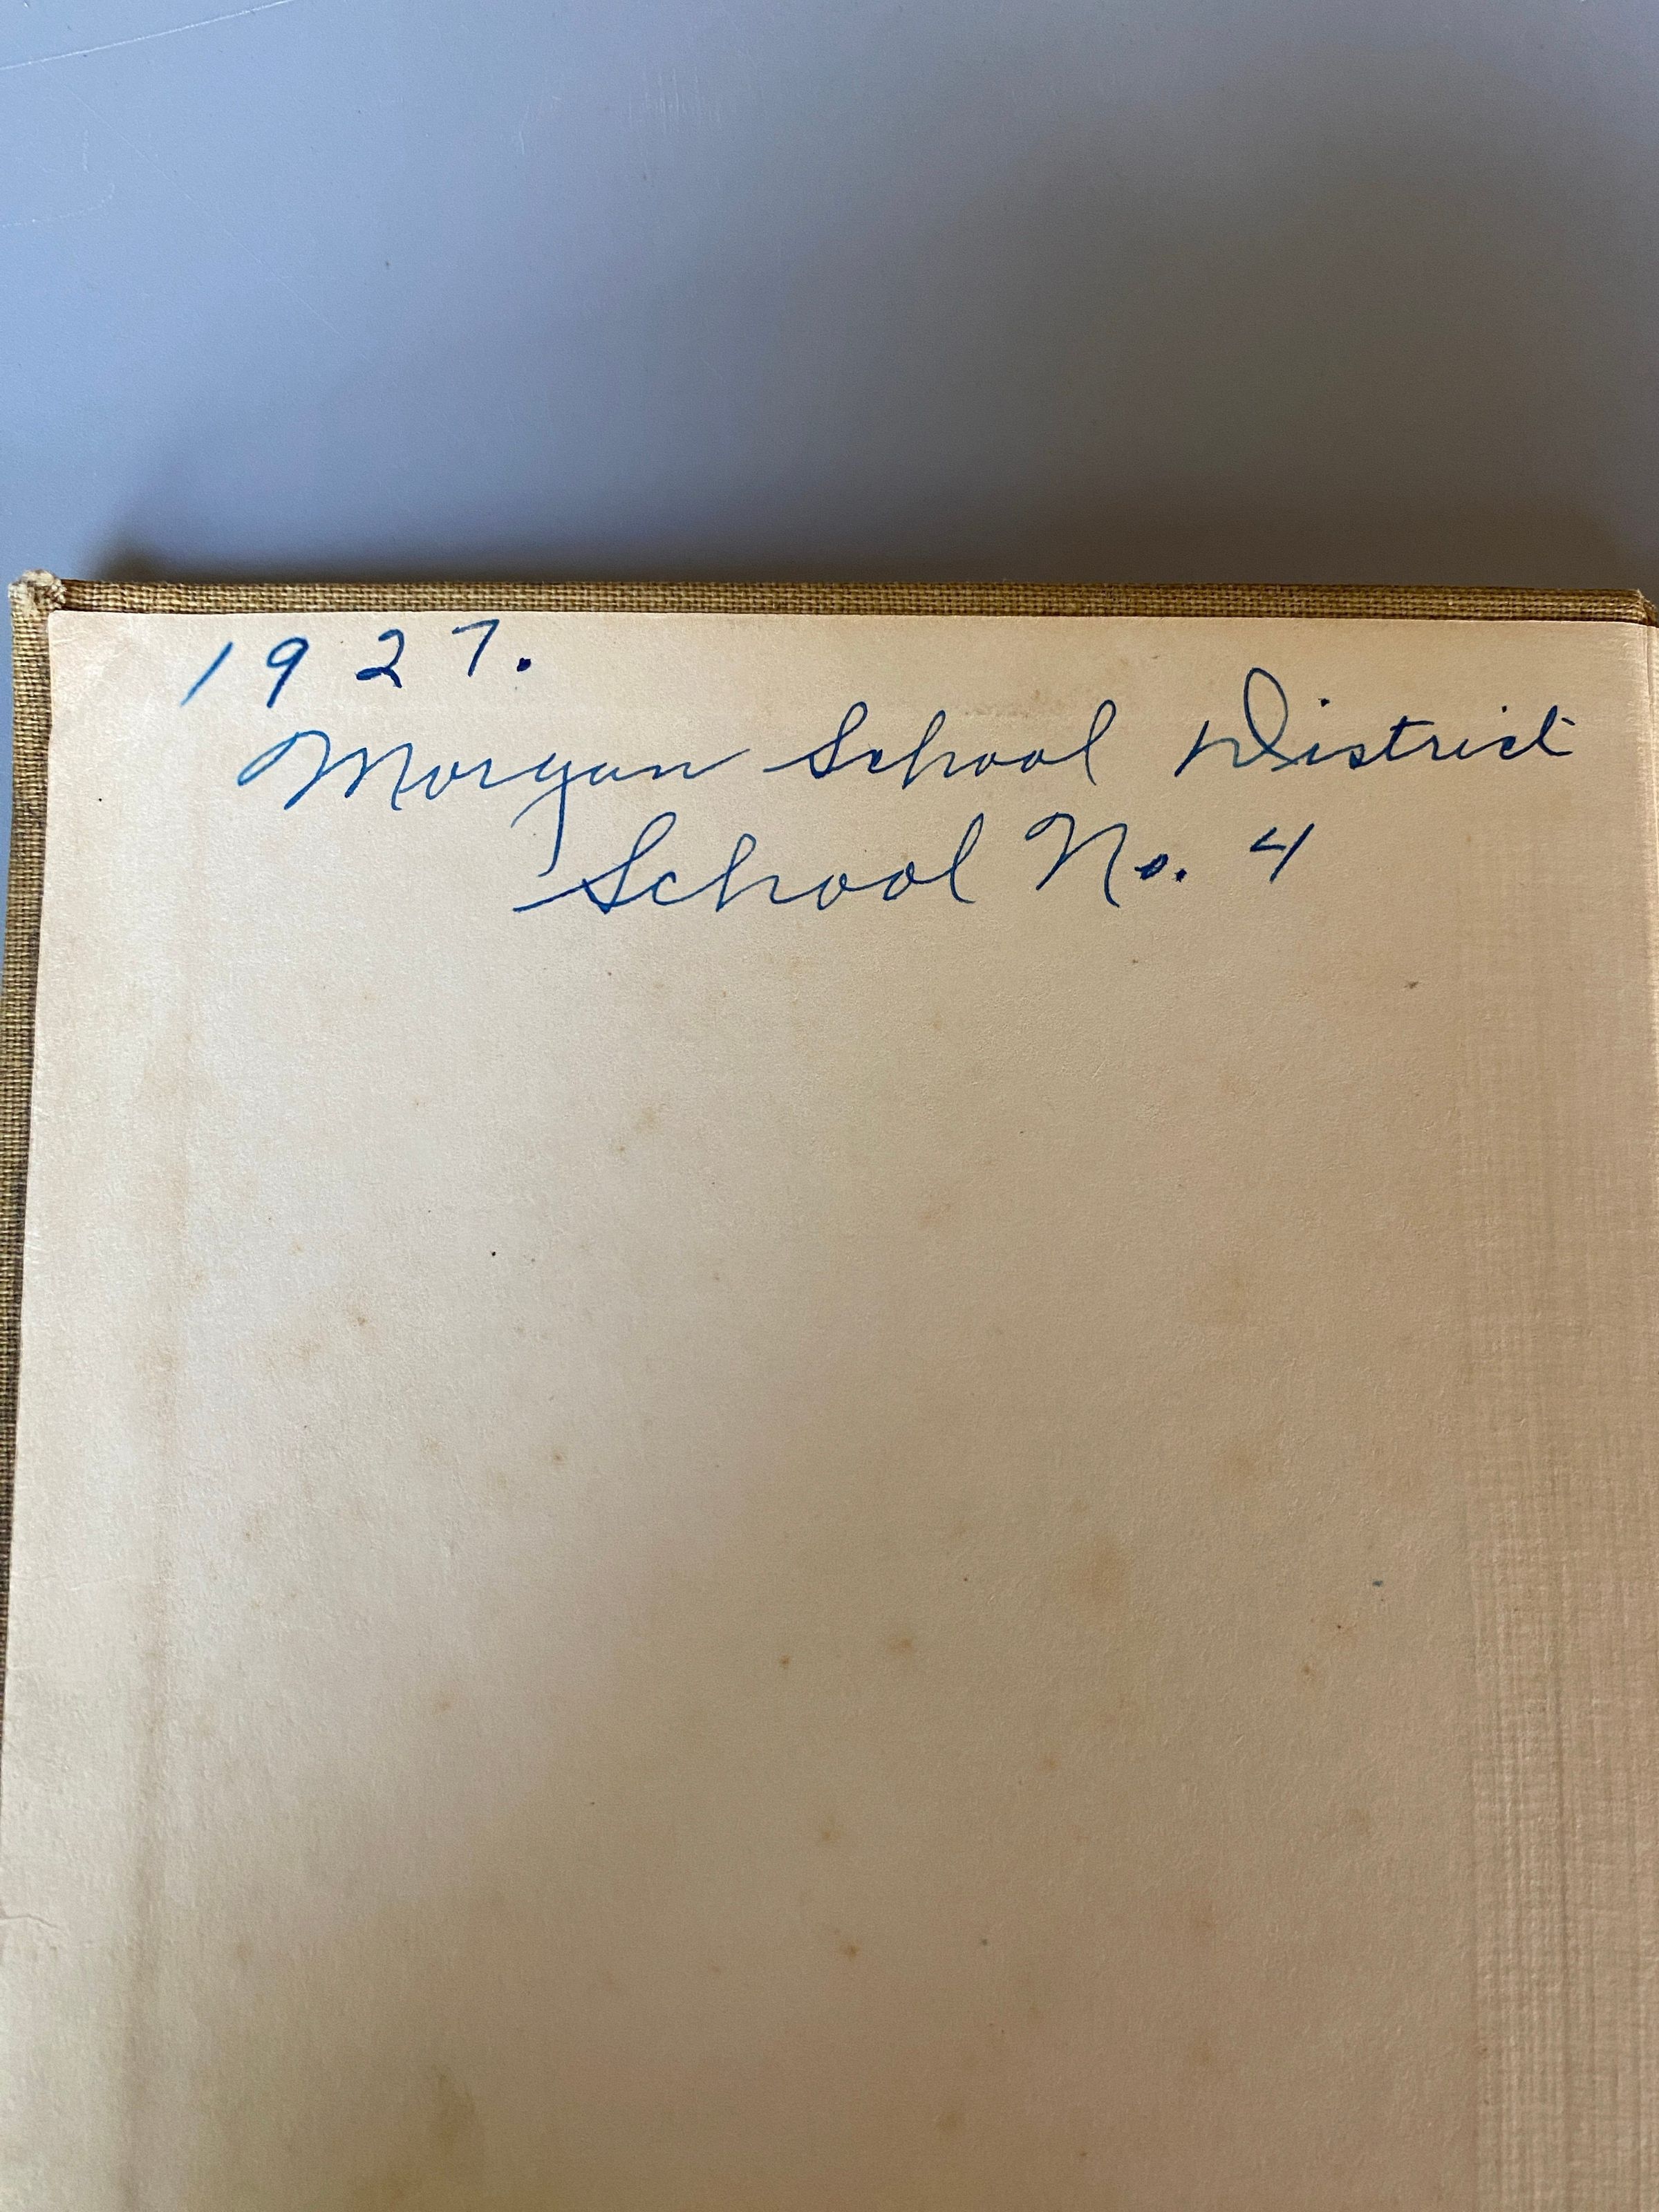 1927.
Morgan School District
School No. 4